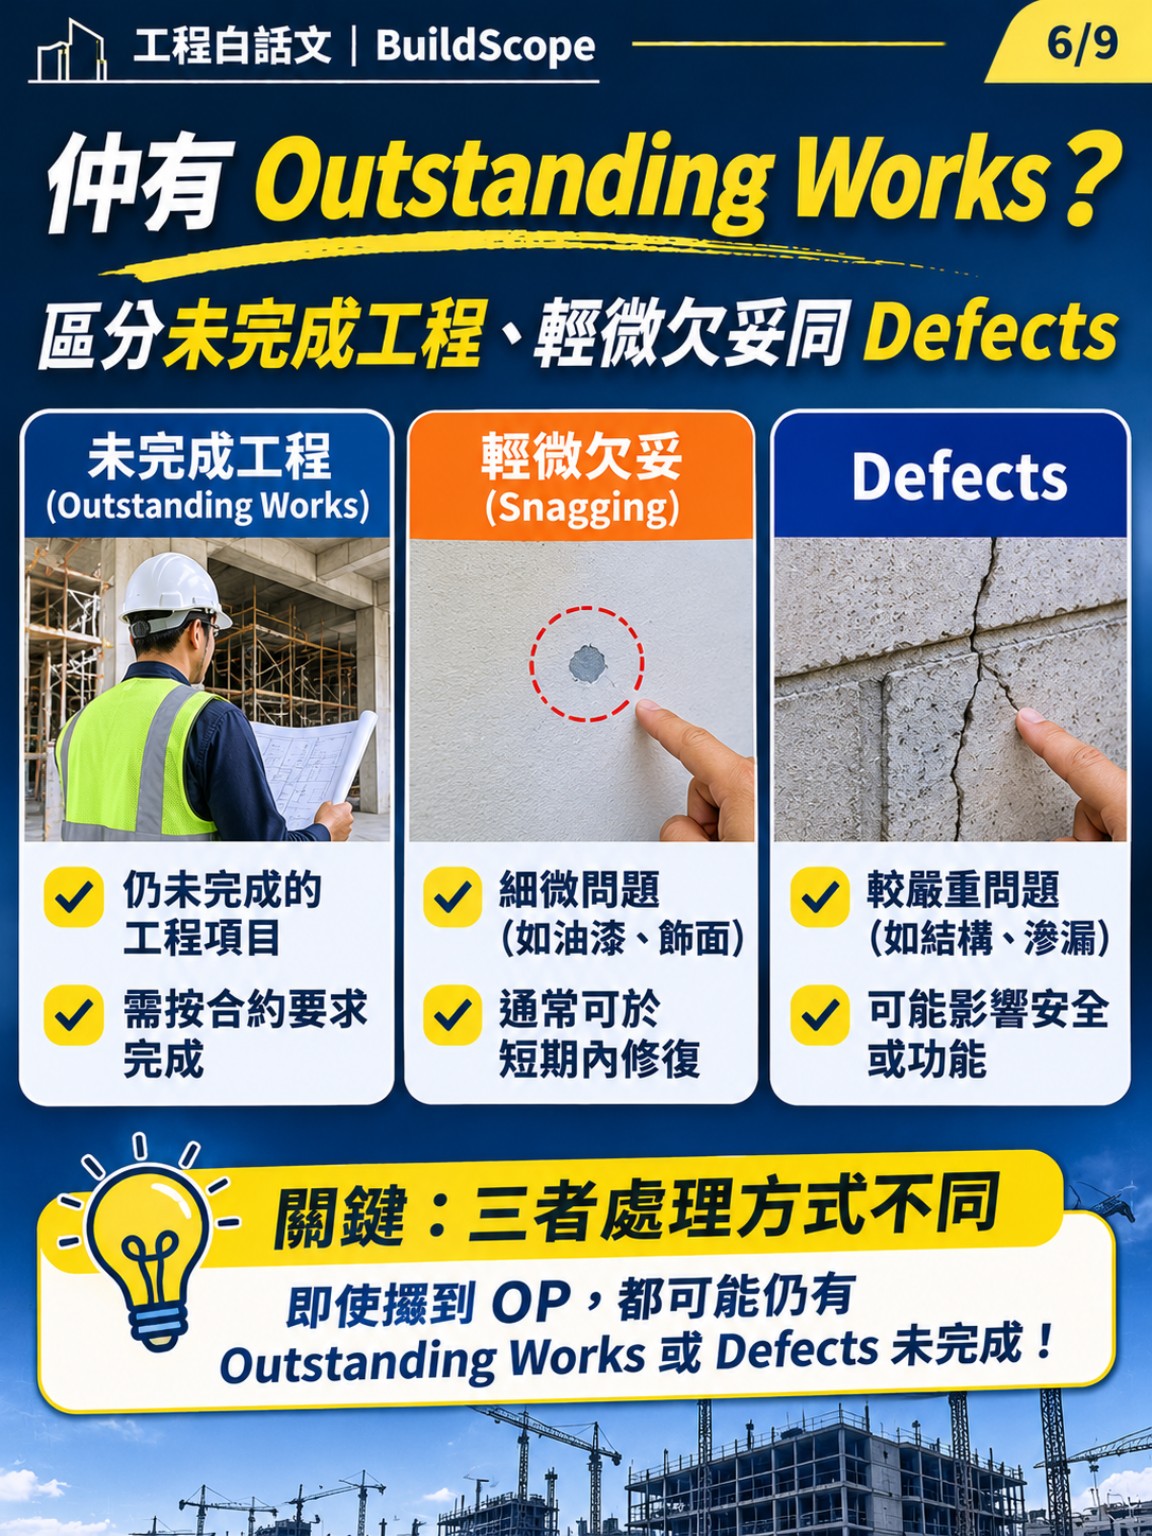 工程白話文｜BuildScope
6/9
仲有 Outstanding Works？
區分未完成工程、輕微欠妥同 Defects
未完成工程
(Outstanding Works)
仍未完成的
工程項目
需按合約要求
完成
輕微欠妥
(Snagging)
細微問題
(如油漆、飾面)
通常可於
短期內修復
Defects
較嚴重問題
(如結構、滲漏)
可能影響安全
或功能
關鍵：三者處理方式不同
即使攞到 OP，都可能仍有
Outstanding Works 或 Defects 未完成！